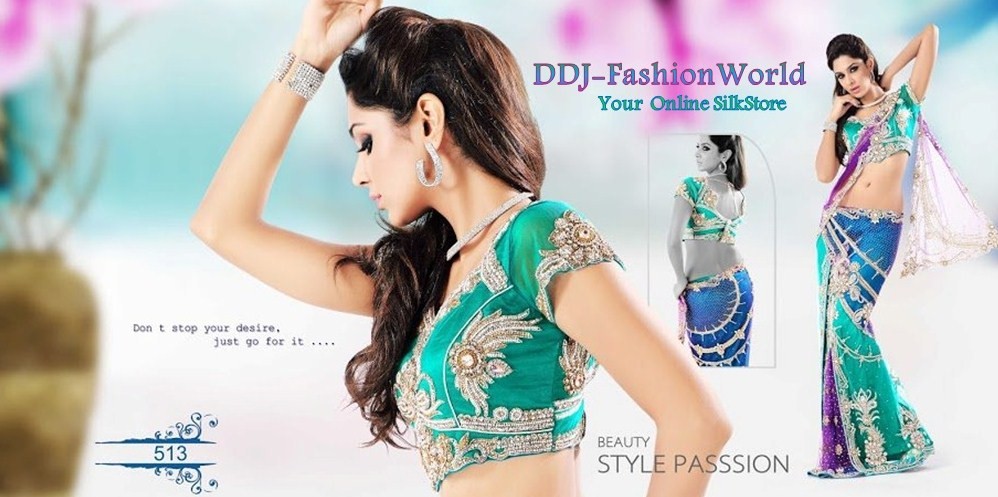 DDJ-FashionWorld
Your Online SilkStore
Don t stop your desire,
just go for it ....
513
BEAUTY
STYLE PASSSION